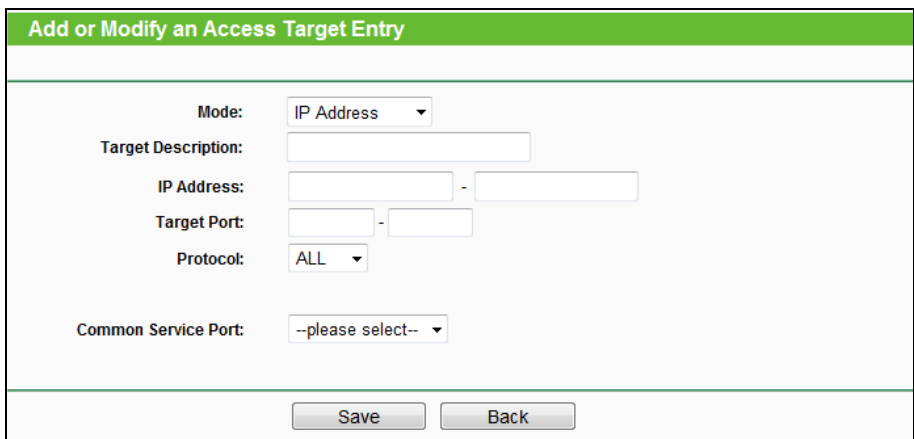 Add or Modify an Access Target Entry
Mode: IP Address
Target Description:
IP Address: -
Target Port: -
Protocol: ALL
Common Service Port: --please select--
Save Back